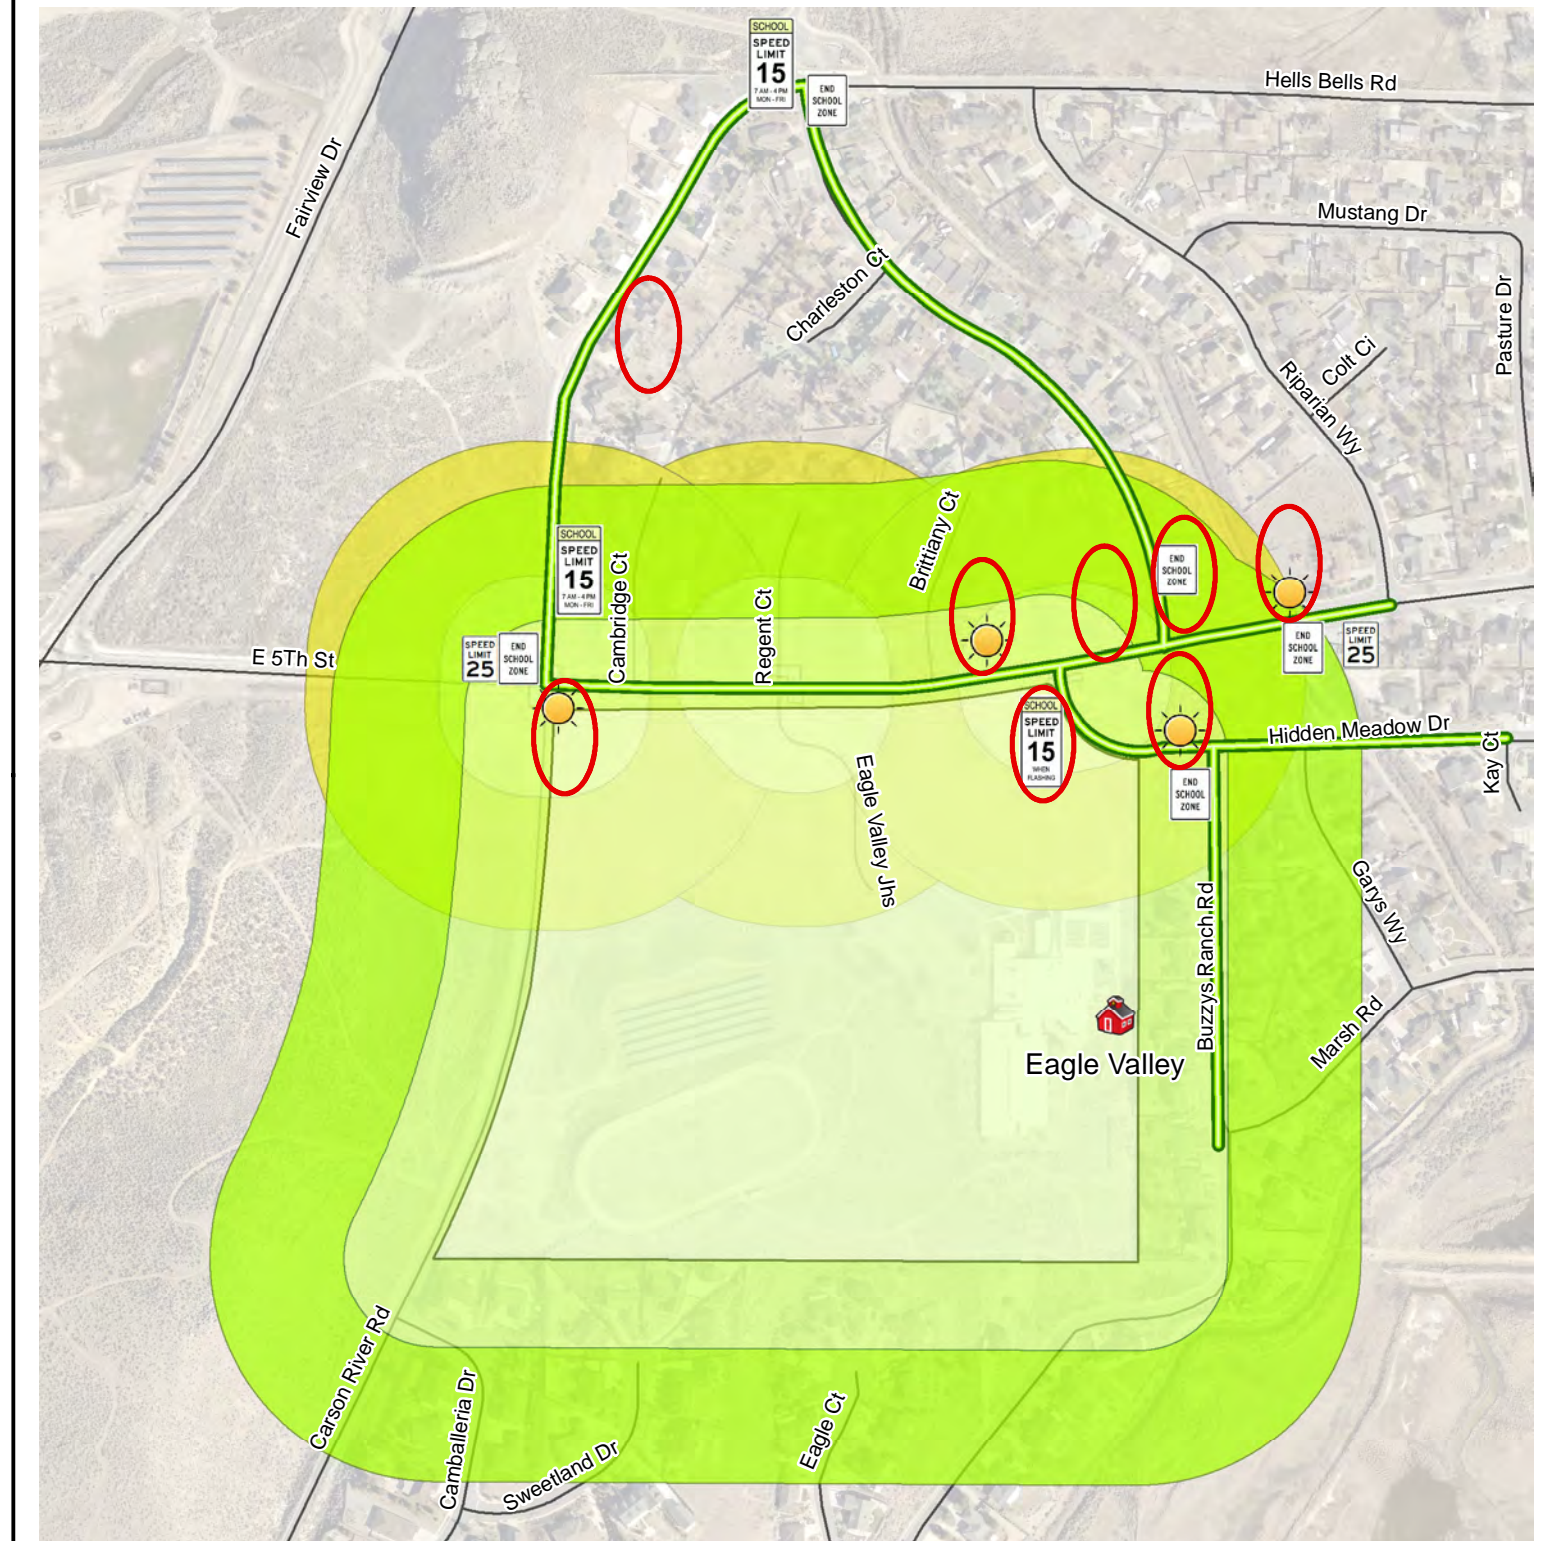 SCHOOL
SPEED
LIMIT
15
7 AM - 4 PM
MON - FRI
END
SCHOOL
ZONE
Hells Bells Rd
Fairview Dr
Mustang Dr
Charleston Ct
Pasture Dr
Colt Ci
Riparian Wy
Brittiany Ct
SCHOOL
SPEED
LIMIT
15
7 AM - 4 PM
MON - FRI
Cambridge Ct
Regent Ct
END
SCHOOL
ZONE
E 5Th St
SPEED
LIMIT
25
END
SCHOOL
ZONE
END
SCHOOL
ZONE
SPEED
LIMIT
25
SCHOOL
SPEED
LIMIT
15
WHEN
FLASHING
Hidden Meadow Dr
Kay Ct
END
SCHOOL
ZONE
Eagle Valley Jhs
Garys Wy
Buzzys Ranch Rd
Marsh Rd
Eagle Valley
Carson River Rd
Camballeria Dr
Sweetland Dr
Eagle Ct